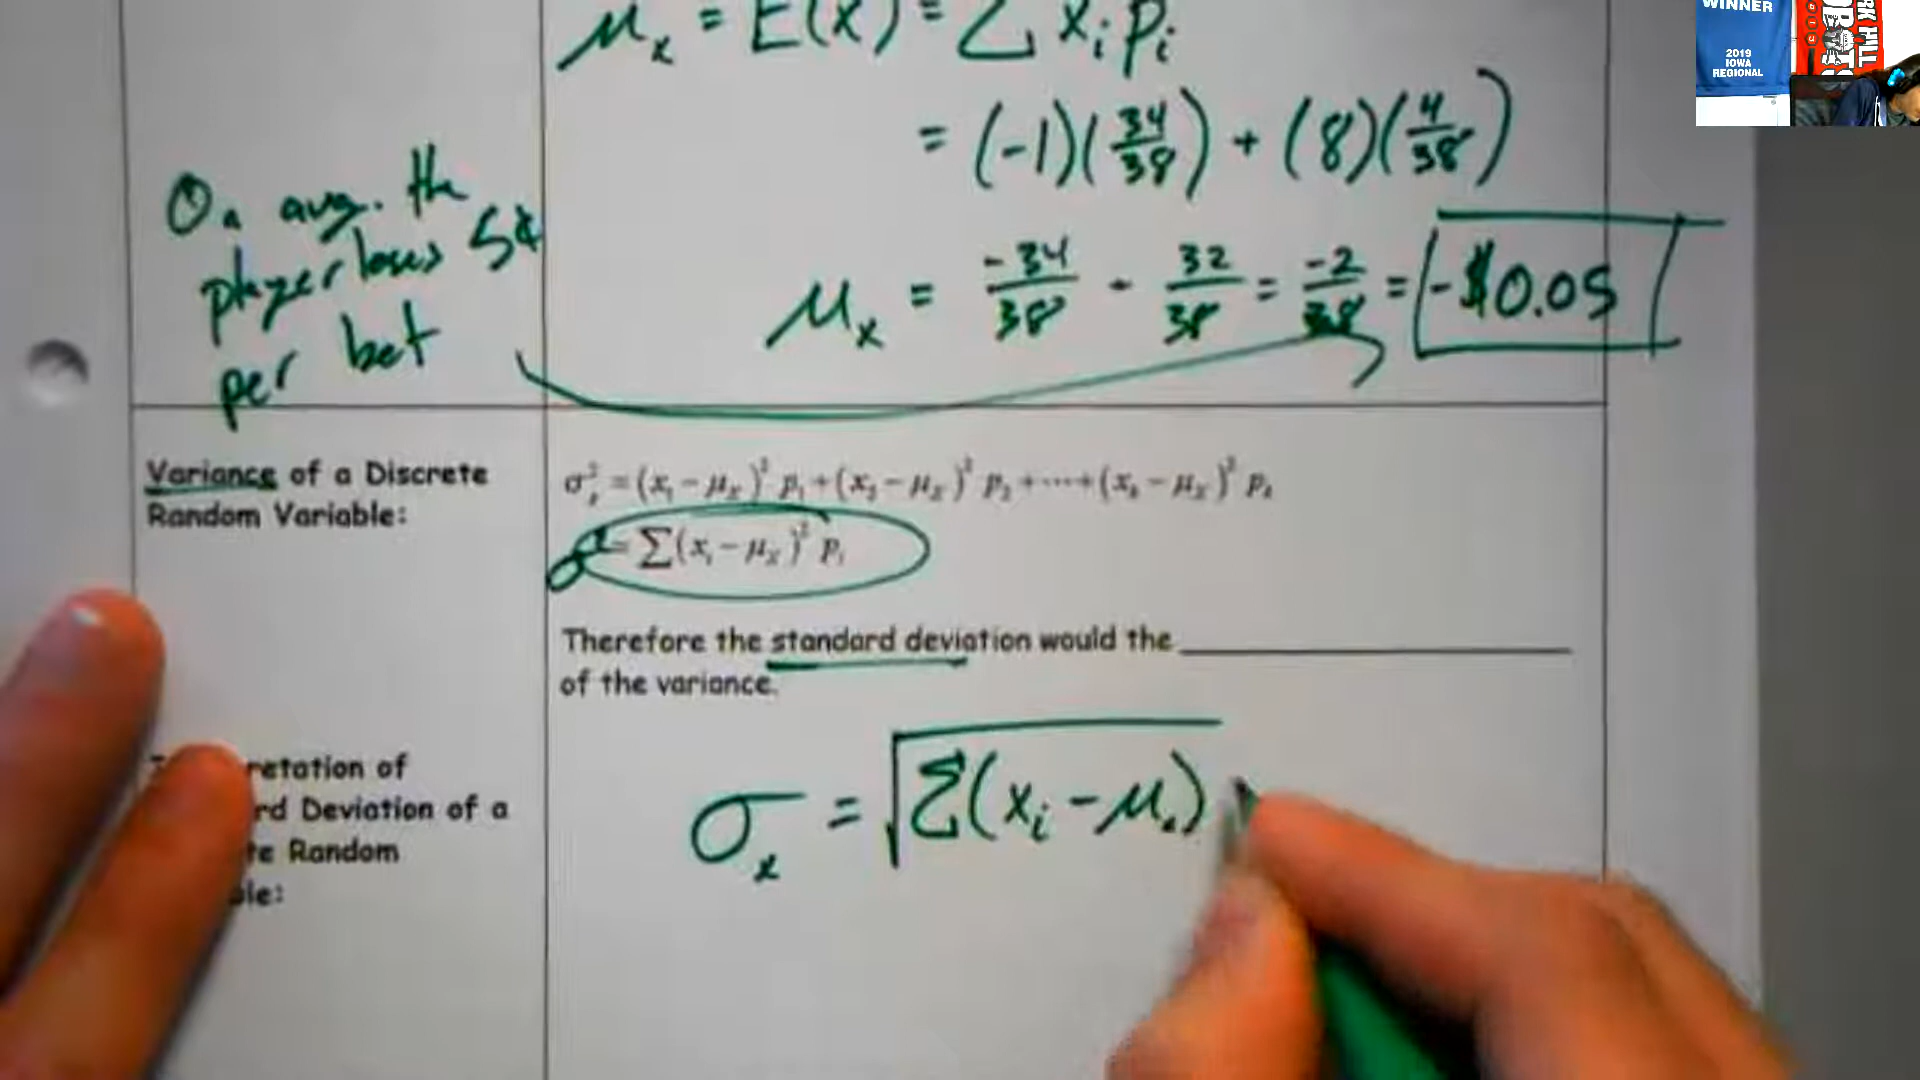 WINNER
2019
IOWA
REGIONAL
μx = E(x) = Σ xi pi
= (-1)(34/38) + (8)(4/38)
On avg. the
player loses 5¢
per bet
μx = -34/38 - 32/38 = -2/38 = -$0.05
Variance of a Discrete
Random Variable:
σx² = (x1 − μX)² p1 + (x2 − μX)² p2 + ⋯ + (xk − μX)² pk
σ² = Σ(xi − μX)² pi
Therefore the standard deviation would the ____________________
of the variance.
retation of
rd Deviation of a
te Random
ble:
σx = √Σ(xi - μx)